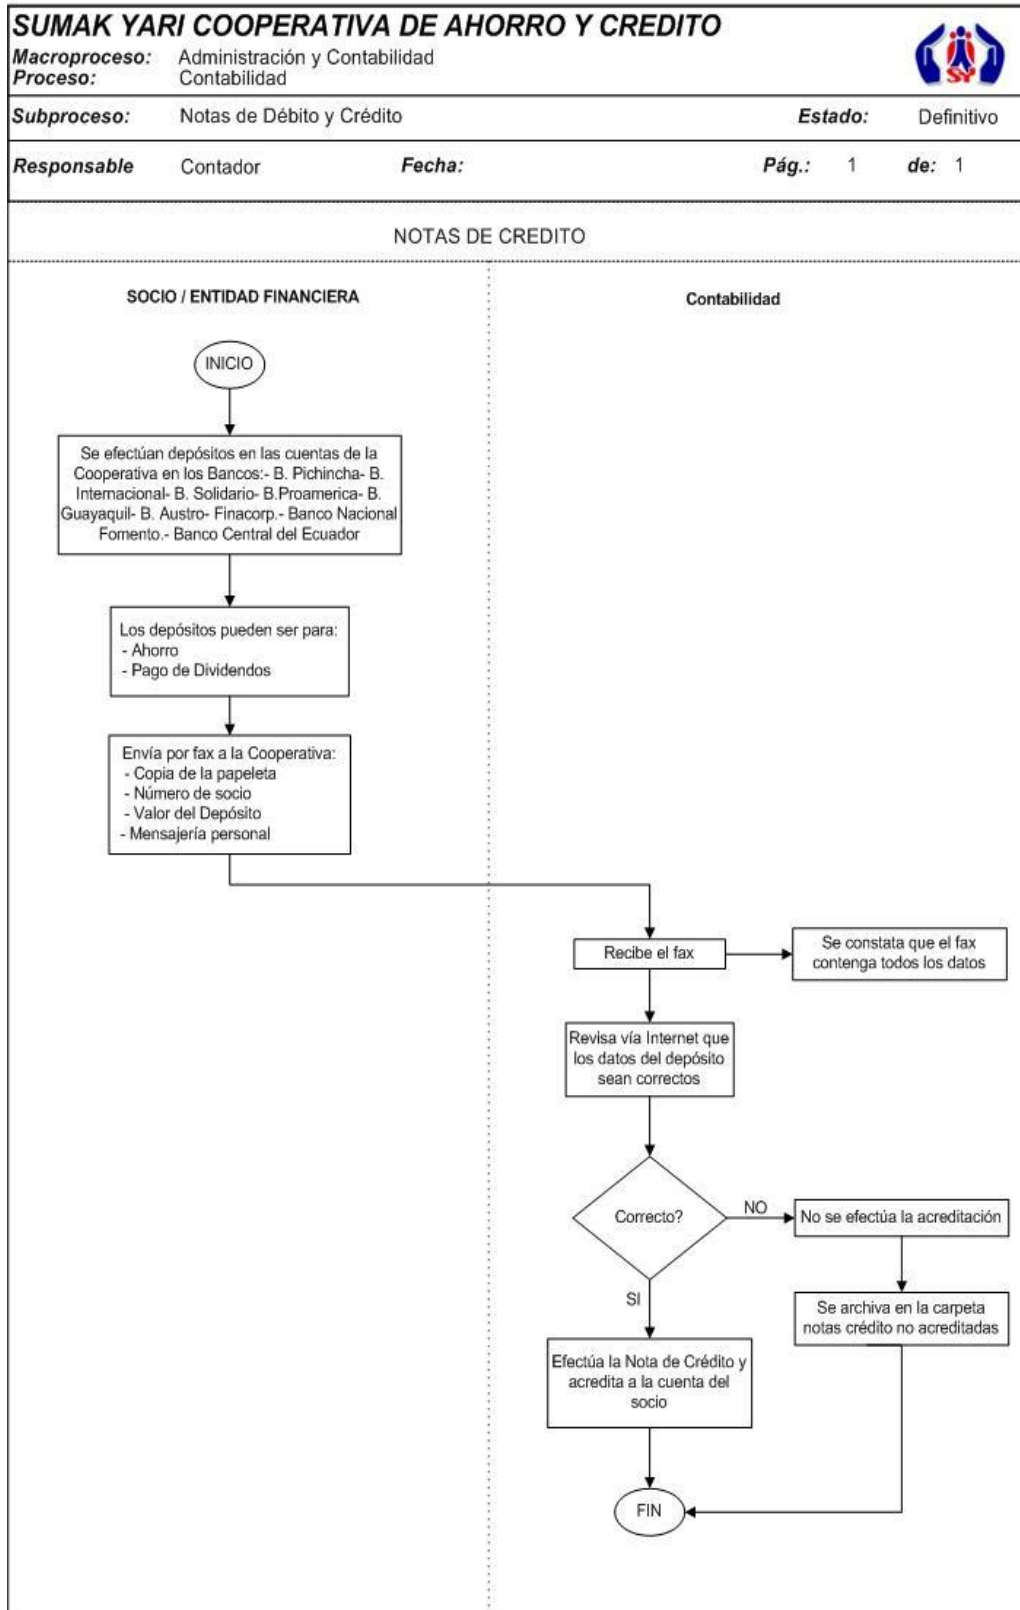 SUMAK YARI COOPERATIVA DE AHORRO Y CREDITO
Macroproceso: Administración y Contabilidad
Proceso: Contabilidad
SY
Subproceso: Notas de Débito y Crédito Estado: Definitivo
Responsable Contador Fecha: Pág.: 1 de: 1
NOTAS DE CREDITO
SOCIO / ENTIDAD FINANCIERA
Contabilidad
INICIO
Se efectúan depósitos en las cuentas de la
Cooperativa en los Bancos:- B. Pichincha- B.
Internacional- B. Solidario- B.Proamerica- B.
Guayaquil- B. Austro- Finacorp.- Banco Nacional
Fomento.- Banco Central del Ecuador
Los depósitos pueden ser para:
- Ahorro
- Pago de Dividendos
Envía por fax a la Cooperativa:
- Copia de la papeleta
- Número de socio
- Valor del Depósito
- Mensajería personal
Recibe el fax
Se constata que el fax
contenga todos los datos
Revisa vía Internet que
los datos del depósito
sean correctos
Correcto?
NO
No se efectúa la acreditación
Se archiva en la carpeta
notas crédito no acreditadas
SI
Efectúa la Nota de Crédito y
acredita a la cuenta del
socio
FIN